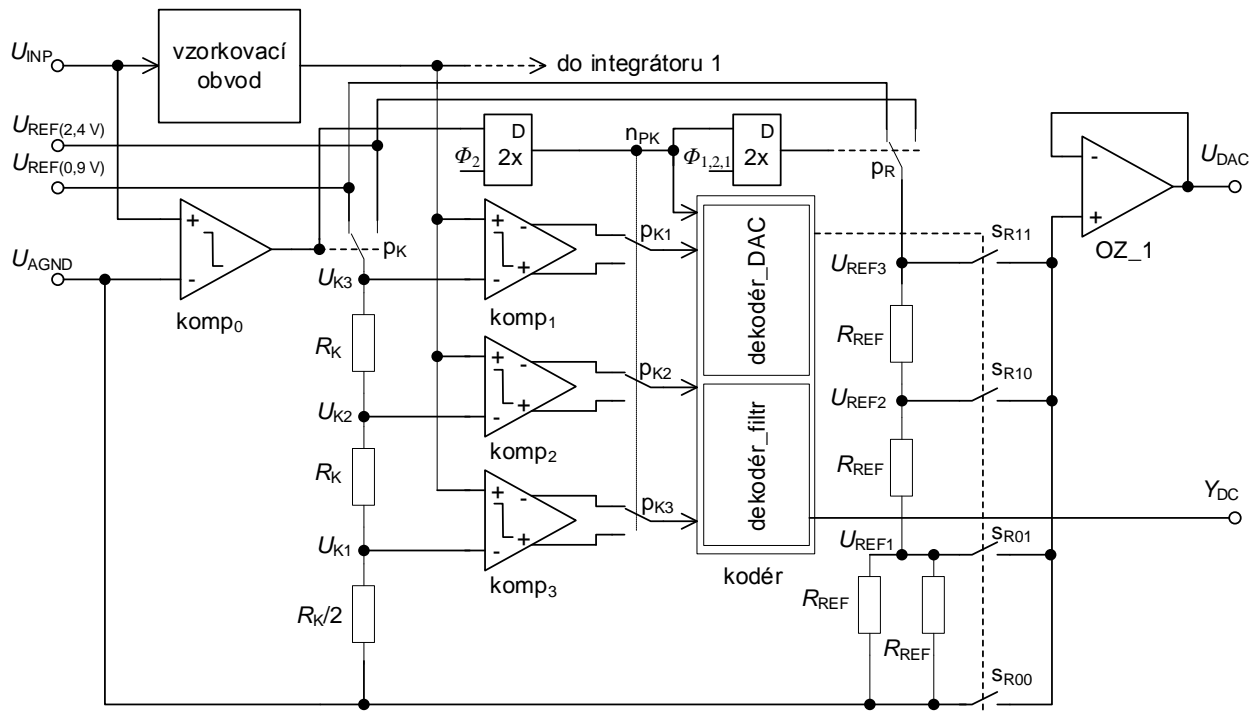 U_INP
vzorkovací
obvod
do integrátoru 1
U_REF(2,4 V)
U_REF(0,9 V)
D
2x
Φ_2
n_PK
D
2x
Φ_1,2,1
p_R
U_DAC
-
+
OZ_1
+
-
komp_0
U_AGND
p_K
U_K3
+
-
-
+
komp_1
p_K1
dekodér_DAC
U_REF3
s_R11
R_K
R_REF
U_K2
+
-
-
+
komp_2
p_K2
U_REF2
s_R10
R_K
R_REF
dekodér_filtr
Y_DC
U_K1
+
-
-
+
komp_3
p_K3
kodér
U_REF1
s_R01
R_K/2
R_REF
R_REF
s_R00